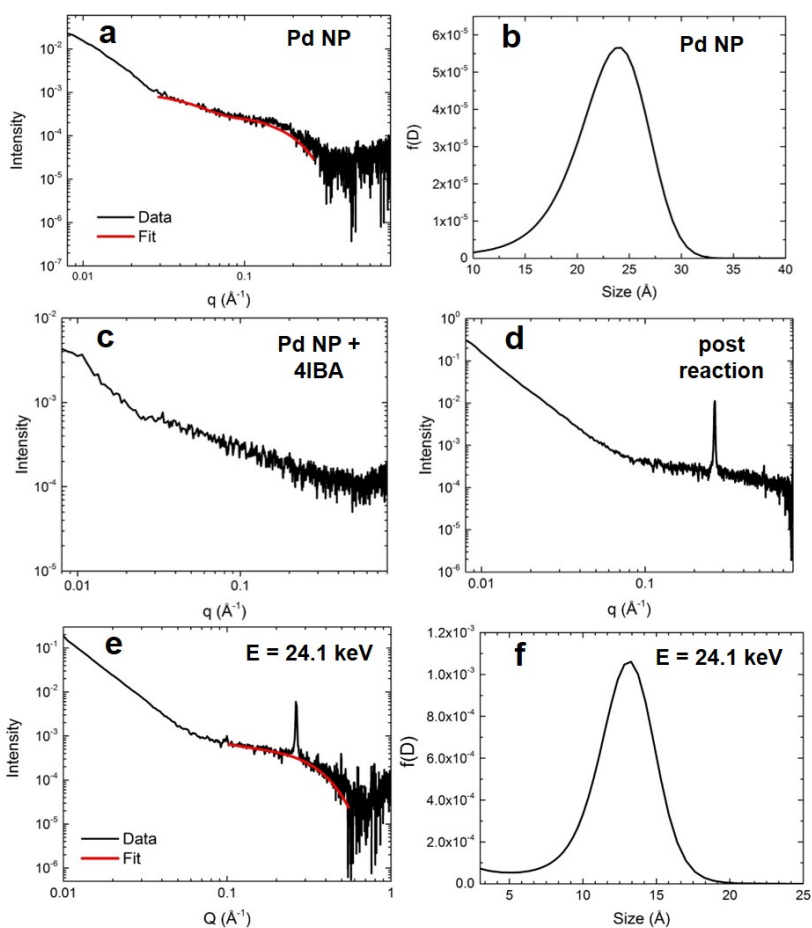 a
Pd NP
10⁻²
10⁻³
10⁻⁴
10⁻⁵
10⁻⁶
10⁻⁷
Intensity
Data
Fit
0.01
0.1
q (Å⁻¹)
b
Pd NP
6x10⁻⁵
5x10⁻⁵
4x10⁻⁵
3x10⁻⁵
2x10⁻⁵
1x10⁻⁵
0
f(D)
10
15
20
25
30
35
40
Size (Å)
c
Pd NP +
4IBA
10⁻²
10⁻³
10⁻⁴
10⁻⁵
Intensity
0.01
0.1
q (Å⁻¹)
d
post
reaction
10⁰
10⁻¹
10⁻²
10⁻³
10⁻⁴
10⁻⁵
10⁻⁶
Intensity
0.01
0.1
q (Å⁻¹)
e
E = 24.1 keV
10⁻¹
10⁻²
10⁻³
10⁻⁴
10⁻⁵
10⁻⁶
Intensity
Data
Fit
0.01
0.1
1
Q (Å⁻¹)
f
E = 24.1 keV
1.2x10⁻³
1.0x10⁻³
8.0x10⁻⁴
6.0x10⁻⁴
4.0x10⁻⁴
2.0x10⁻⁴
0.0
f(D)
5
10
15
20
25
Size (Å)